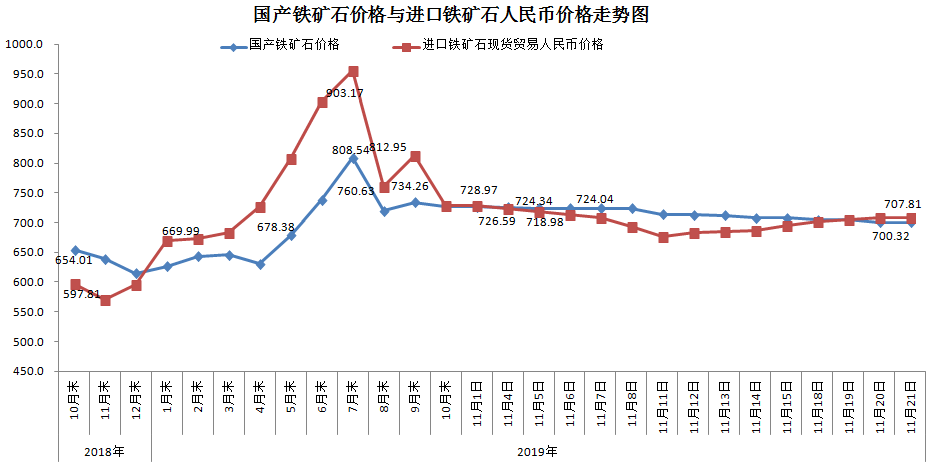 国产铁矿石价格与进口铁矿石人民币价格走势图
国产铁矿石价格 进口铁矿石现货贸易人民币价格
1000.0
950.0
900.0
850.0
800.0
750.0
700.0
650.0
600.0
550.0
500.0
450.0
654.01
597.81
669.99
678.38
903.17
808.54
760.63
812.95
734.26
728.97
726.59
724.34
718.98
724.04
707.81
700.32
10月末
11月末
12月末
1月末
2月末
3月末
4月末
5月末
6月末
7月末
8月末
9月末
10月末
11月1日
11月4日
11月5日
11月6日
11月7日
11月8日
11月11日
11月12日
11月13日
11月14日
11月15日
11月18日
11月19日
11月20日
11月21日
2018年 2019年